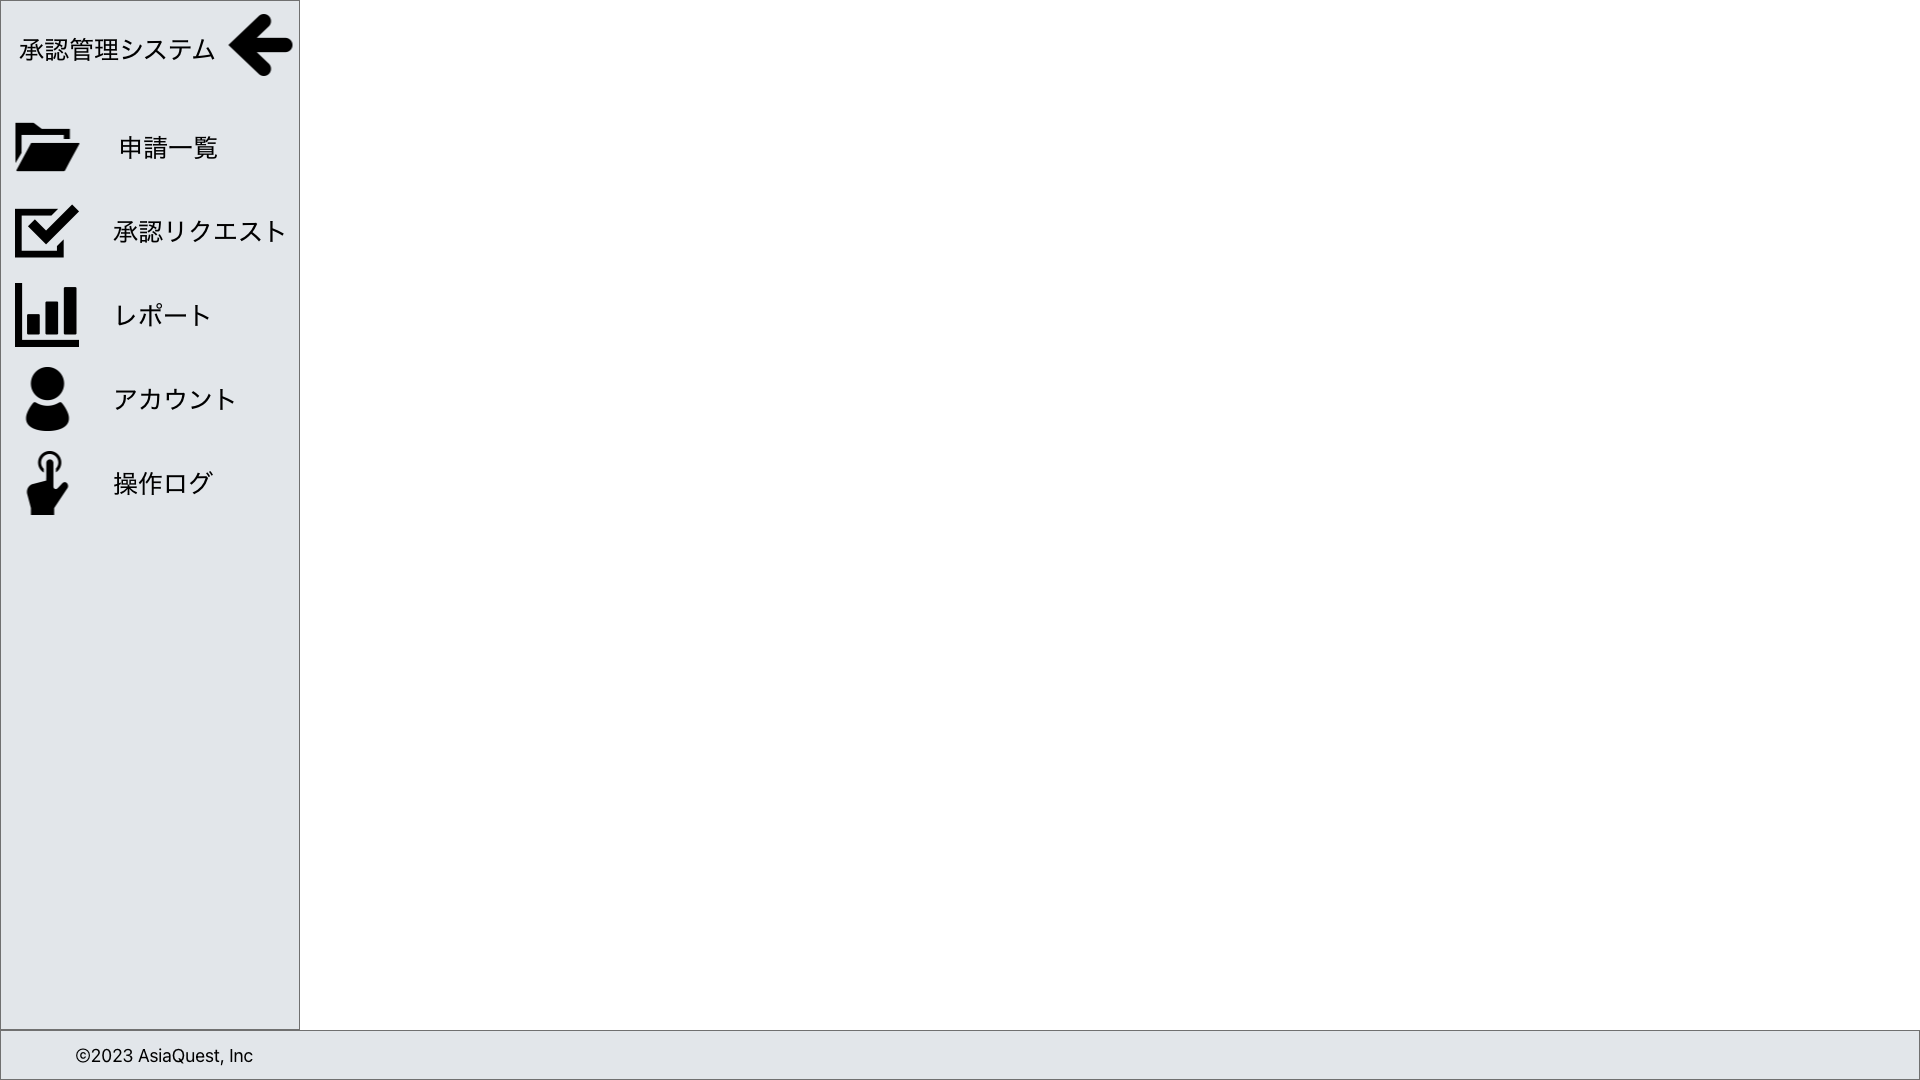 承認管理システム
申請一覧
承認リクエスト
レポート
アカウント
操作ログ
©2023 AsiaQuest, Inc